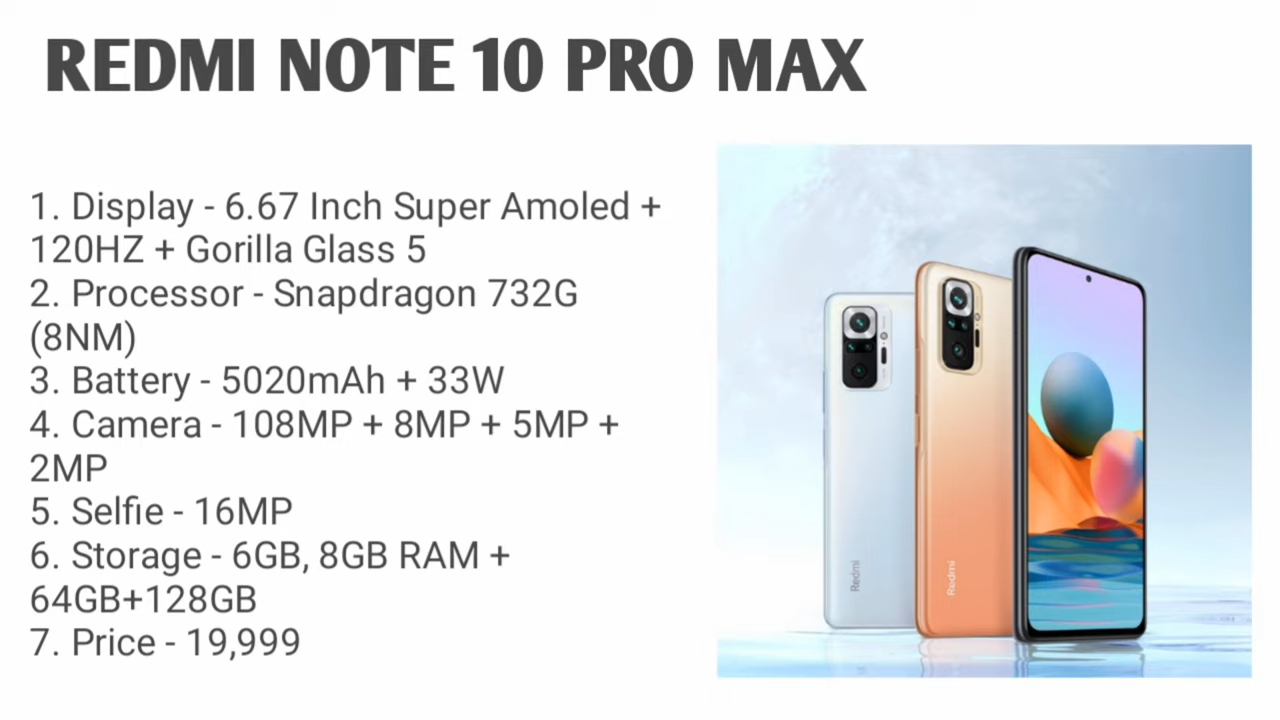 REDMI NOTE 10 PRO MAX
1. Display - 6.67 Inch Super Amoled +
120HZ + Gorilla Glass 5
2. Processor - Snapdragon 732G
(8NM)
3. Battery - 5020mAh + 33W
4. Camera - 108MP + 8MP + 5MP +
2MP
5. Selfie - 16MP
6. Storage - 6GB, 8GB RAM +
64GB+128GB
7. Price - 19,999
Redmi
Redmi